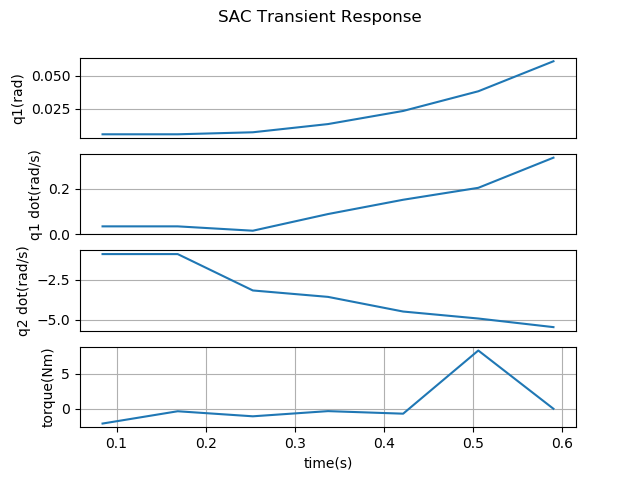 SAC Transient Response
q1(rad)
0.050
0.025
q1 dot(rad/s)
0.2
0.0
q2 dot(rad/s)
−2.5
−5.0
torque(Nm)
5
0
0.1 0.2 0.3 0.4 0.5 0.6
time(s)